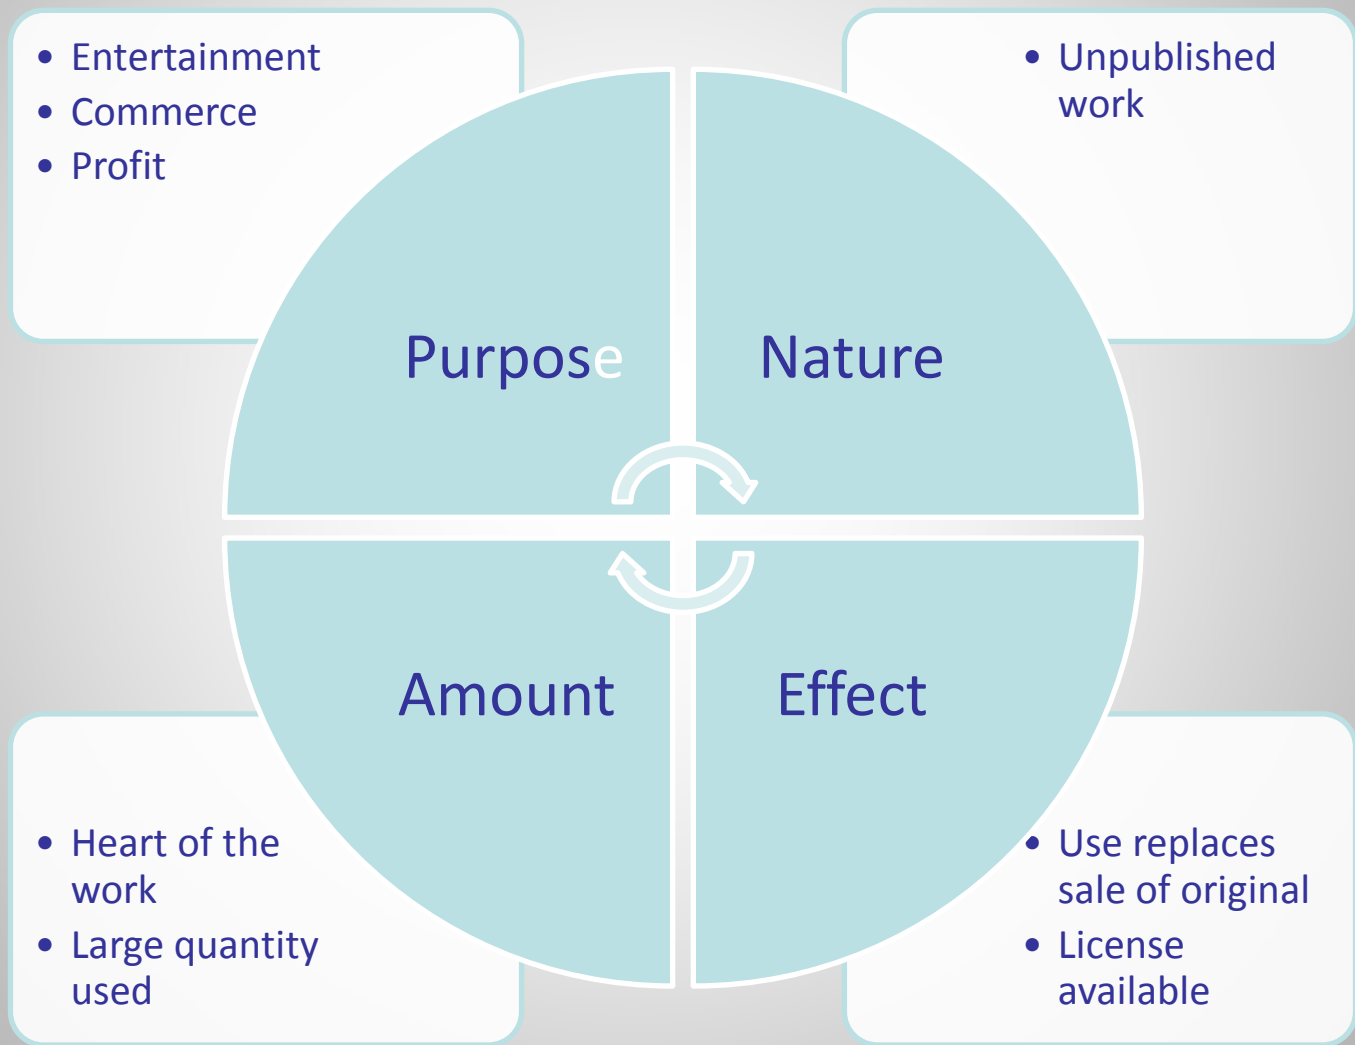 • Entertainment
• Commerce
• Profit
• Unpublished
work
Purpose
Nature
Amount
Effect
• Heart of the
work
• Large quantity
used
• Use replaces
sale of original
• License
available